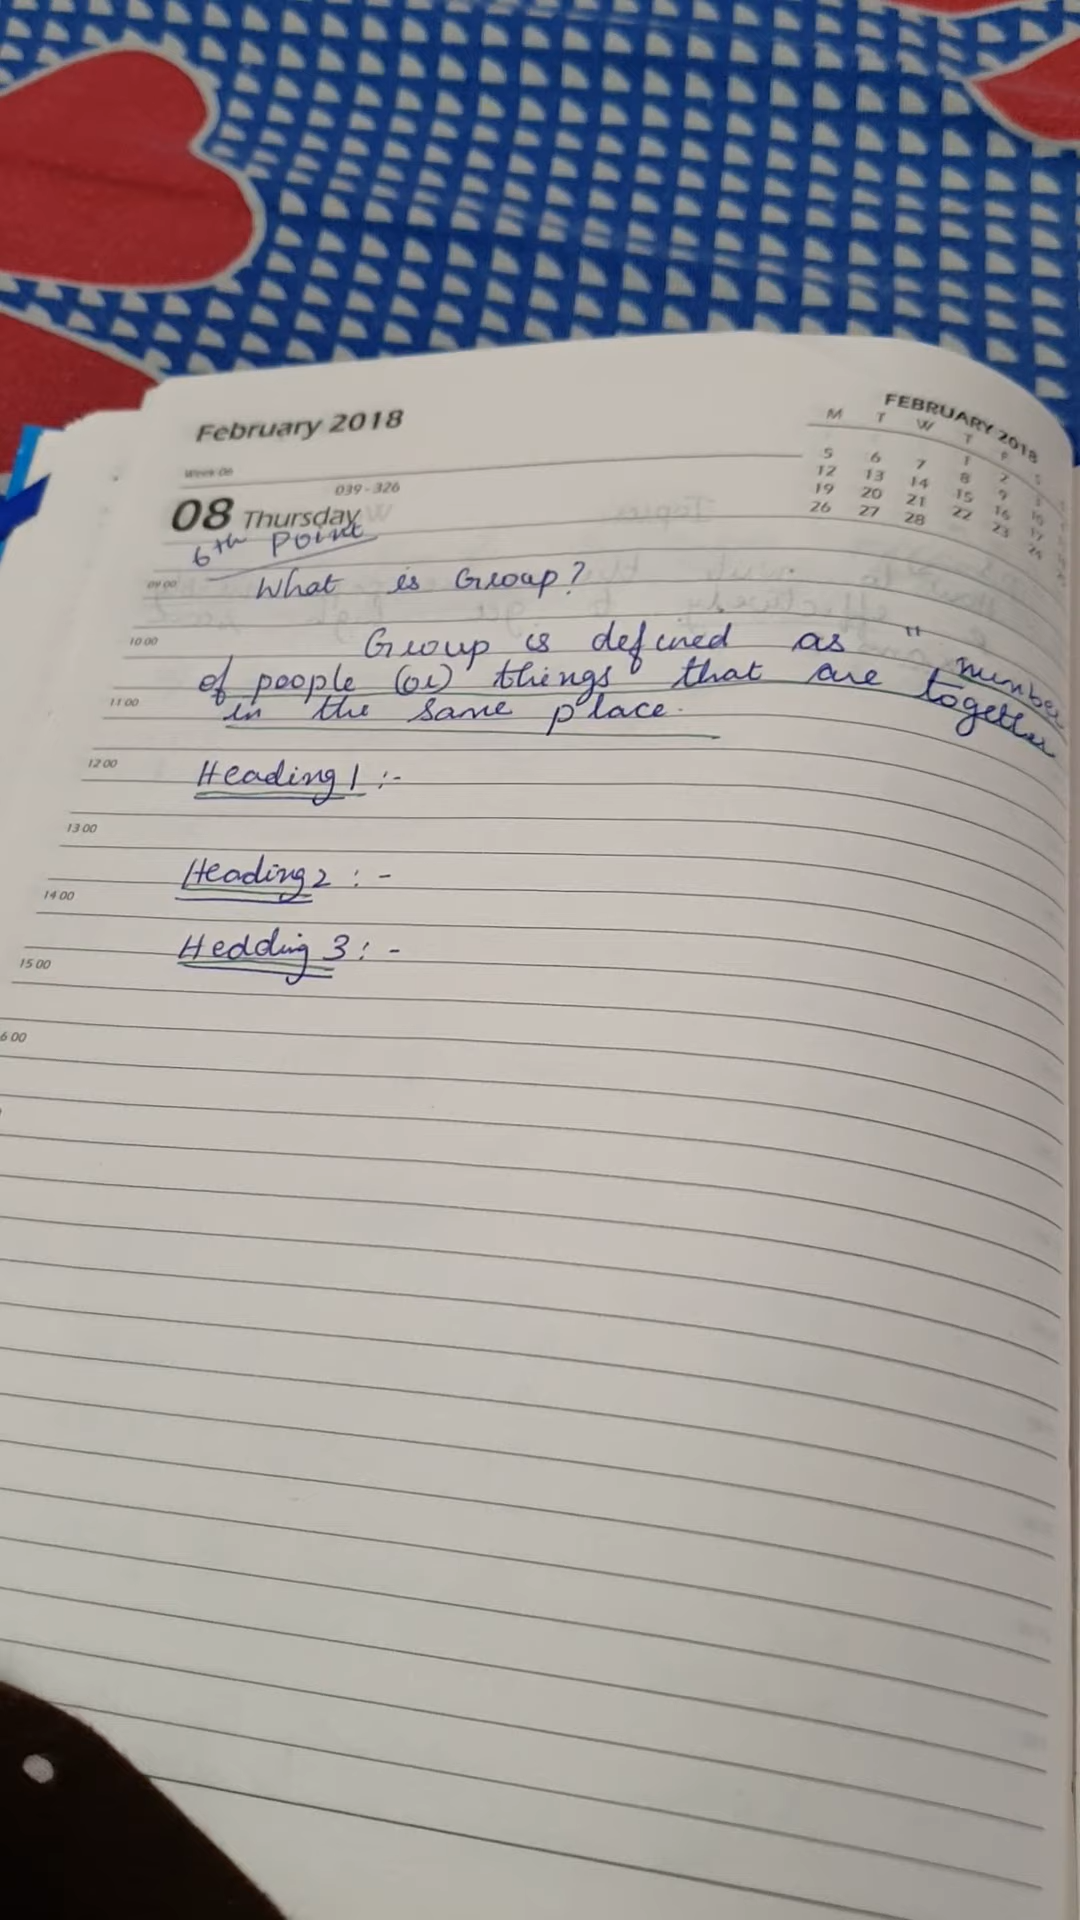 February 2018
FEBRUARY 2018
M T W T F S
1 2 3
5 6 7 8 9 10
12 13 14 15 16 17
19 20 21 22 23 24
26 27 28
Week 06
039-326
08 Thursday
6th Point
09 00 What is Group?
10 00 Group is defined as " number
of people (or) things that are together
11 00 in the same place.
12 00 Heading 1 :-
13 00
Heading 2 : -
14 00
Hedding 3 : -
15 00
6 00